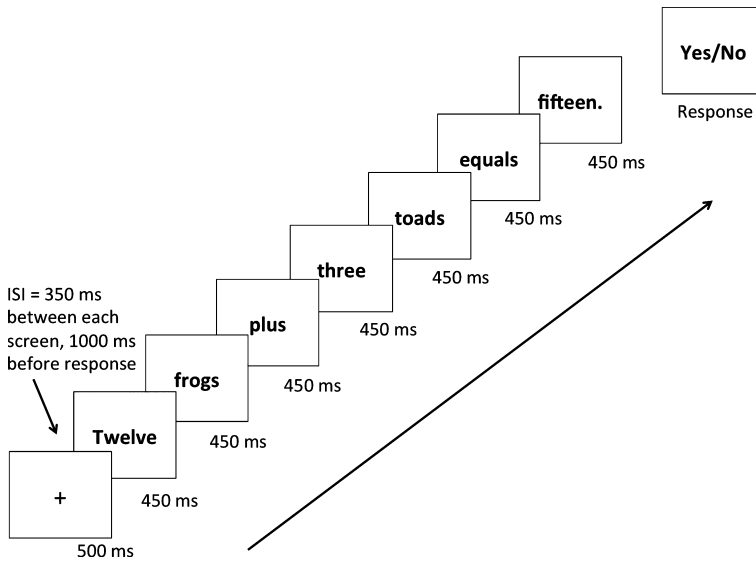 Yes/No
Response
fifteen.
450 ms
equals
450 ms
toads
450 ms
three
450 ms
plus
450 ms
frogs
450 ms
Twelve
450 ms
ISI = 350 ms
between each
screen, 1000 ms
before response
+
500 ms